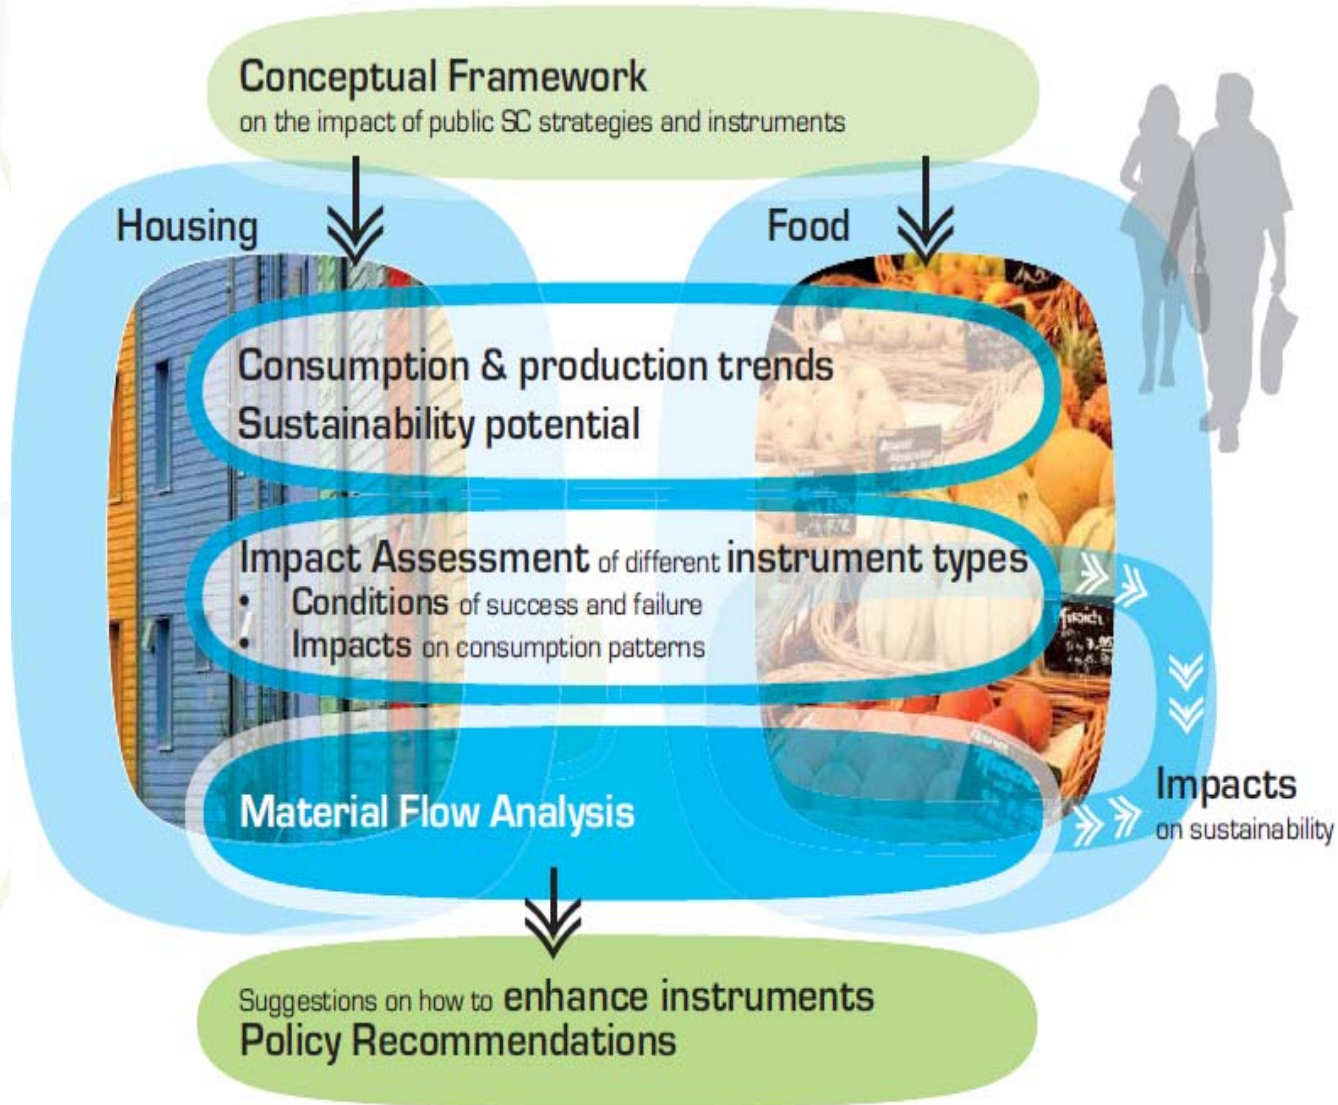 Conceptual Framework
on the impact of public SC strategies and instruments
Housing
Food
Consumption & production trends
Sustainability potential
Impact Assessment of different instrument types
• Conditions of success and failure
• Impacts on consumption patterns
Material Flow Analysis
Impacts
on sustainability
Suggestions on how to enhance instruments
Policy Recommendations